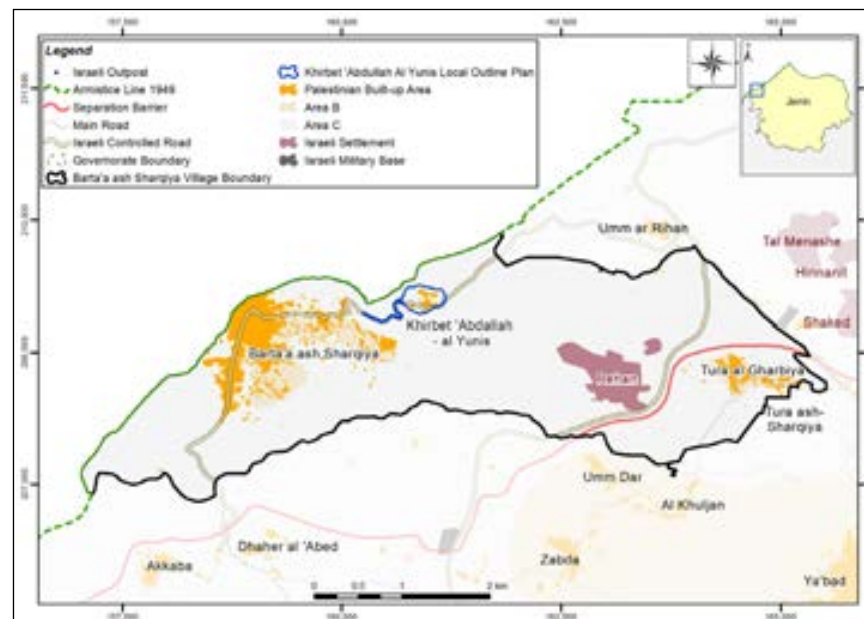 Legend
Israeli Outpost
Armistice Line 1949
Separation Barrier
Main Road
Israeli Controlled Road
Governorate Boundary
Barta'a ash Sharqiya Village Boundary
Khirbet 'Abdullah Al Yunis Local Outline Plan
Palestinian Built-up Area
Area B
Area C
Israeli Settlement
Israeli Military Base
Jenin
Umm ar Rihan
Tal Menashe
Hinnanit
Shaked
Khirbet 'Abdallah
- al Yunis
Barta'a ash Sharqiya
Tura al Gharbiya
Tura ash-
Sharqiya
Umm Dar
Al Khuljan
Dhaher al 'Abed
Akkaba
Zabda
Ya'bad
0 0.5 1 2 km